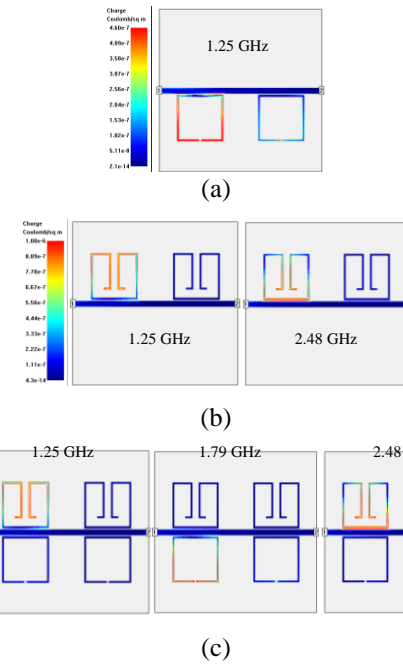 Charge
Coulomb/sq m
4.60e-7
4.09e-7
3.58e-7
3.07e-7
2.56e-7
2.04e-7
1.53e-7
1.02e-7
5.11e-8
2.1e-14
1.25 GHz
(a)
Charge
Coulomb/sq m
1.00e-6
8.89e-7
7.78e-7
6.67e-7
5.56e-7
4.44e-7
3.33e-7
2.22e-7
1.11e-7
4.3e-14
1.25 GHz 2.48 GHz
(b)
1.25 GHz 1.79 GHz 2.48
(c)